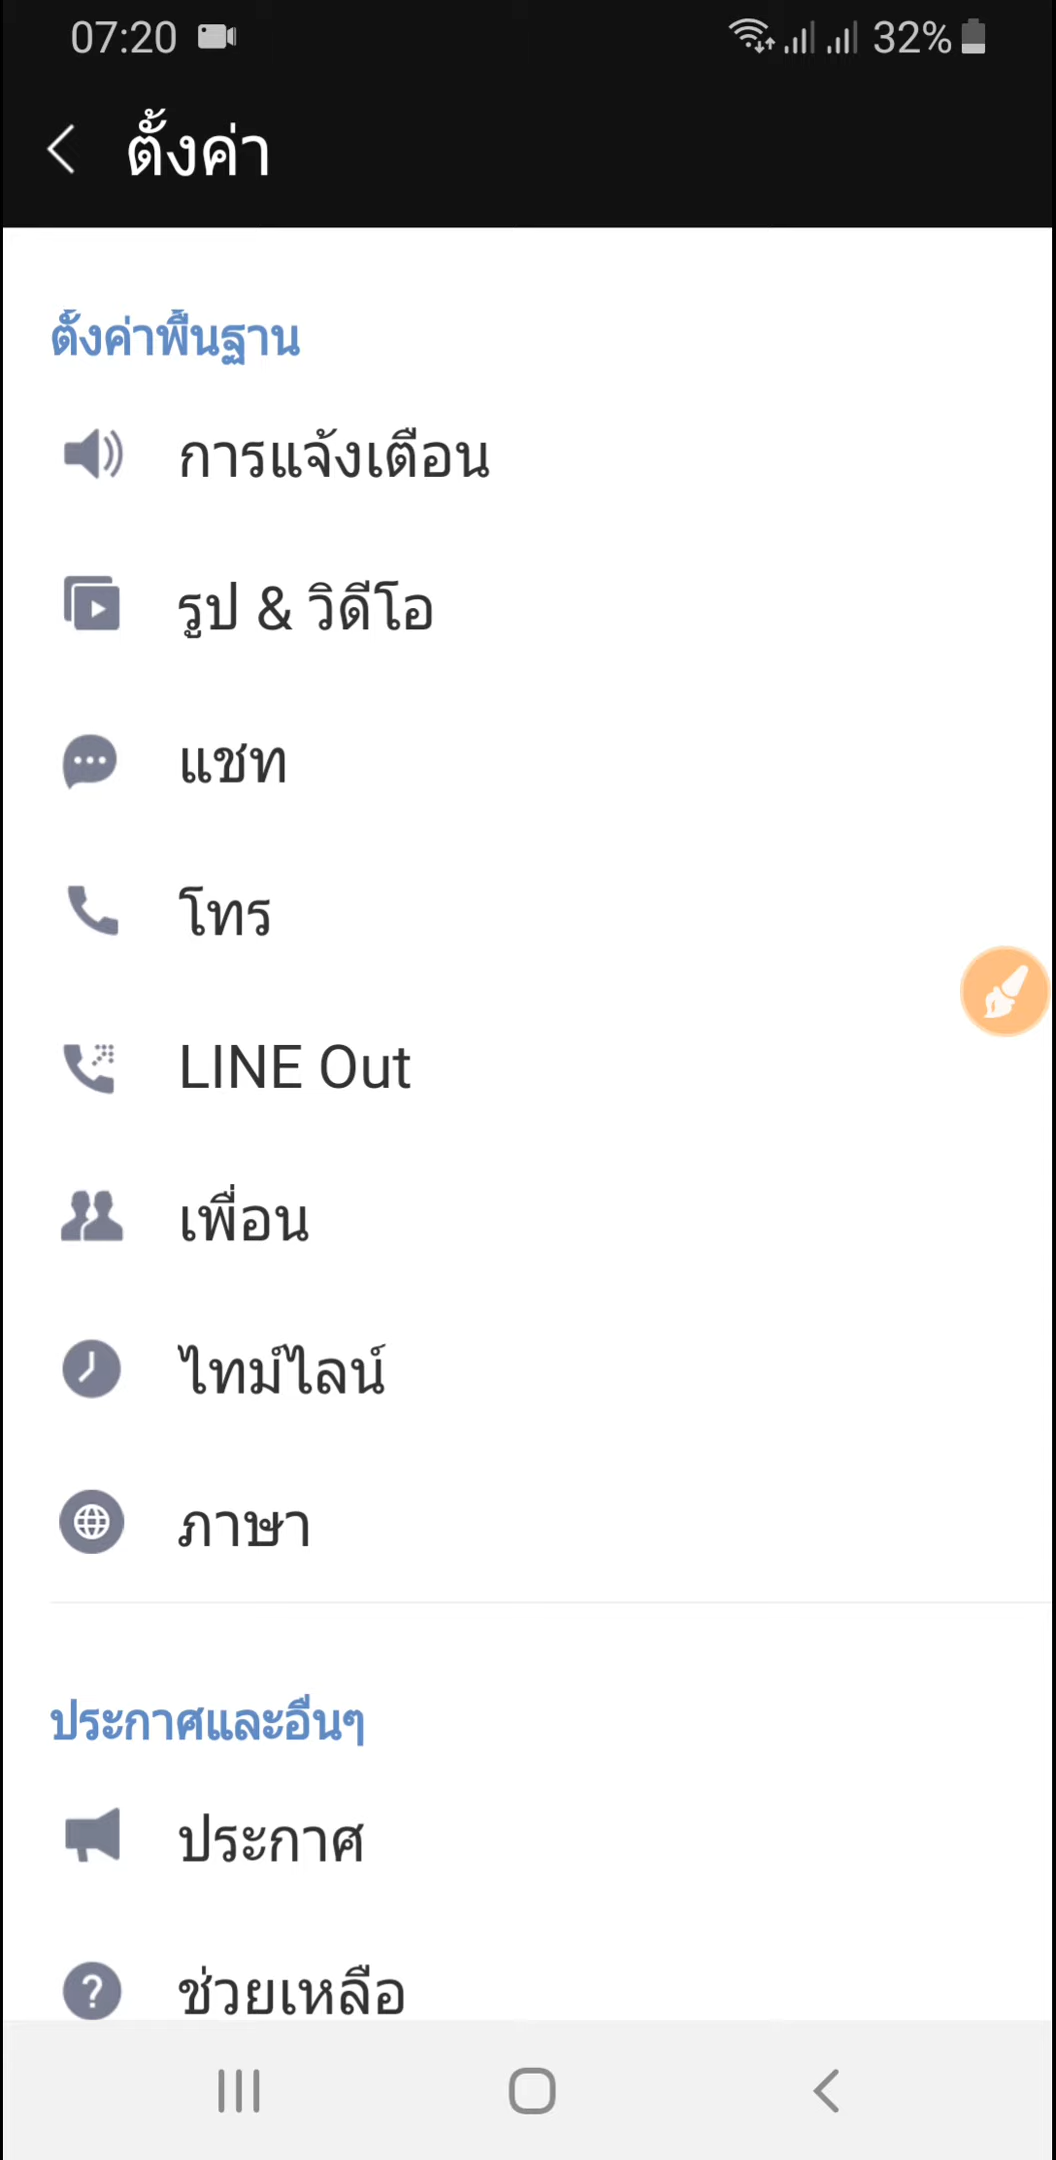 07:20 32%
ตั้งค่า
ตั้งค่าพื้นฐาน
การแจ้งเตือน
รูป & วิดีโอ
แชท
โทร
LINE Out
เพื่อน
ไทม์ไลน์
ภาษา
ประกาศและอื่นๆ
ประกาศ
ช่วยเหลือ